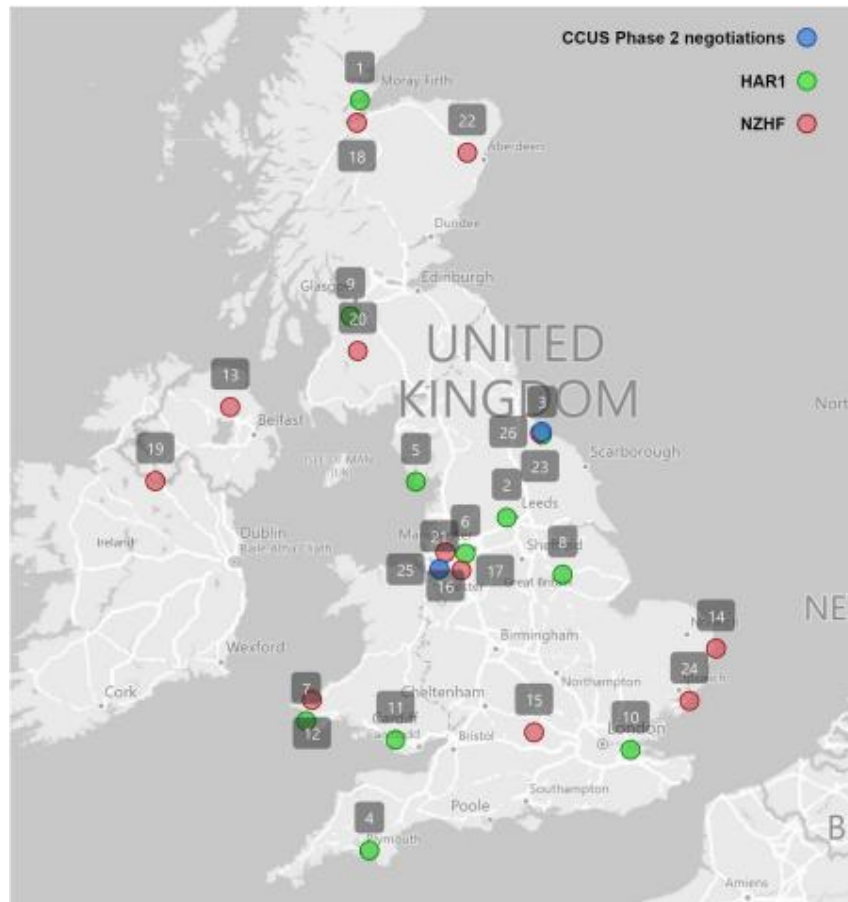 CCUS Phase 2 negotiations
HAR1
NZHF
1
Moray Firth
22
18
Aberdeen
Dundee
9
Edinburgh
20
UNITED
KINGDOM
13
3
Belfast
26
19
5
23
Scarborough
2
Leeds
6
Dublin
Ireland
21
8
25
17
16
Great
Wexford
Birmingham
14
24
Northampton
Cork
7
11
Cheltenham
15
10
12
Bristol
London
Southampton
Poole
4
Plymouth
Amiens